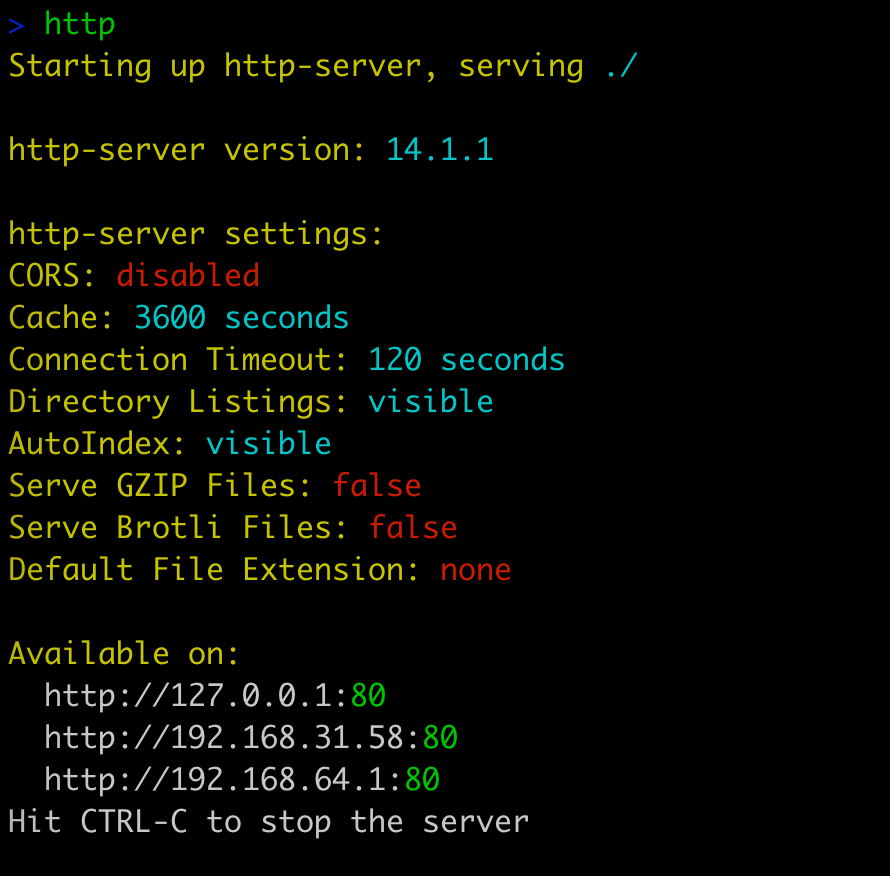 > http
Starting up http-server, serving ./
http-server version: 14.1.1
http-server settings:
CORS: disabled
Cache: 3600 seconds
Connection Timeout: 120 seconds
Directory Listings: visible
AutoIndex: visible
Serve GZIP Files: false
Serve Brotli Files: false
Default File Extension: none
Available on:
http://127.0.0.1:80
http://192.168.31.58:80
http://192.168.64.1:80
Hit CTRL-C to stop the server